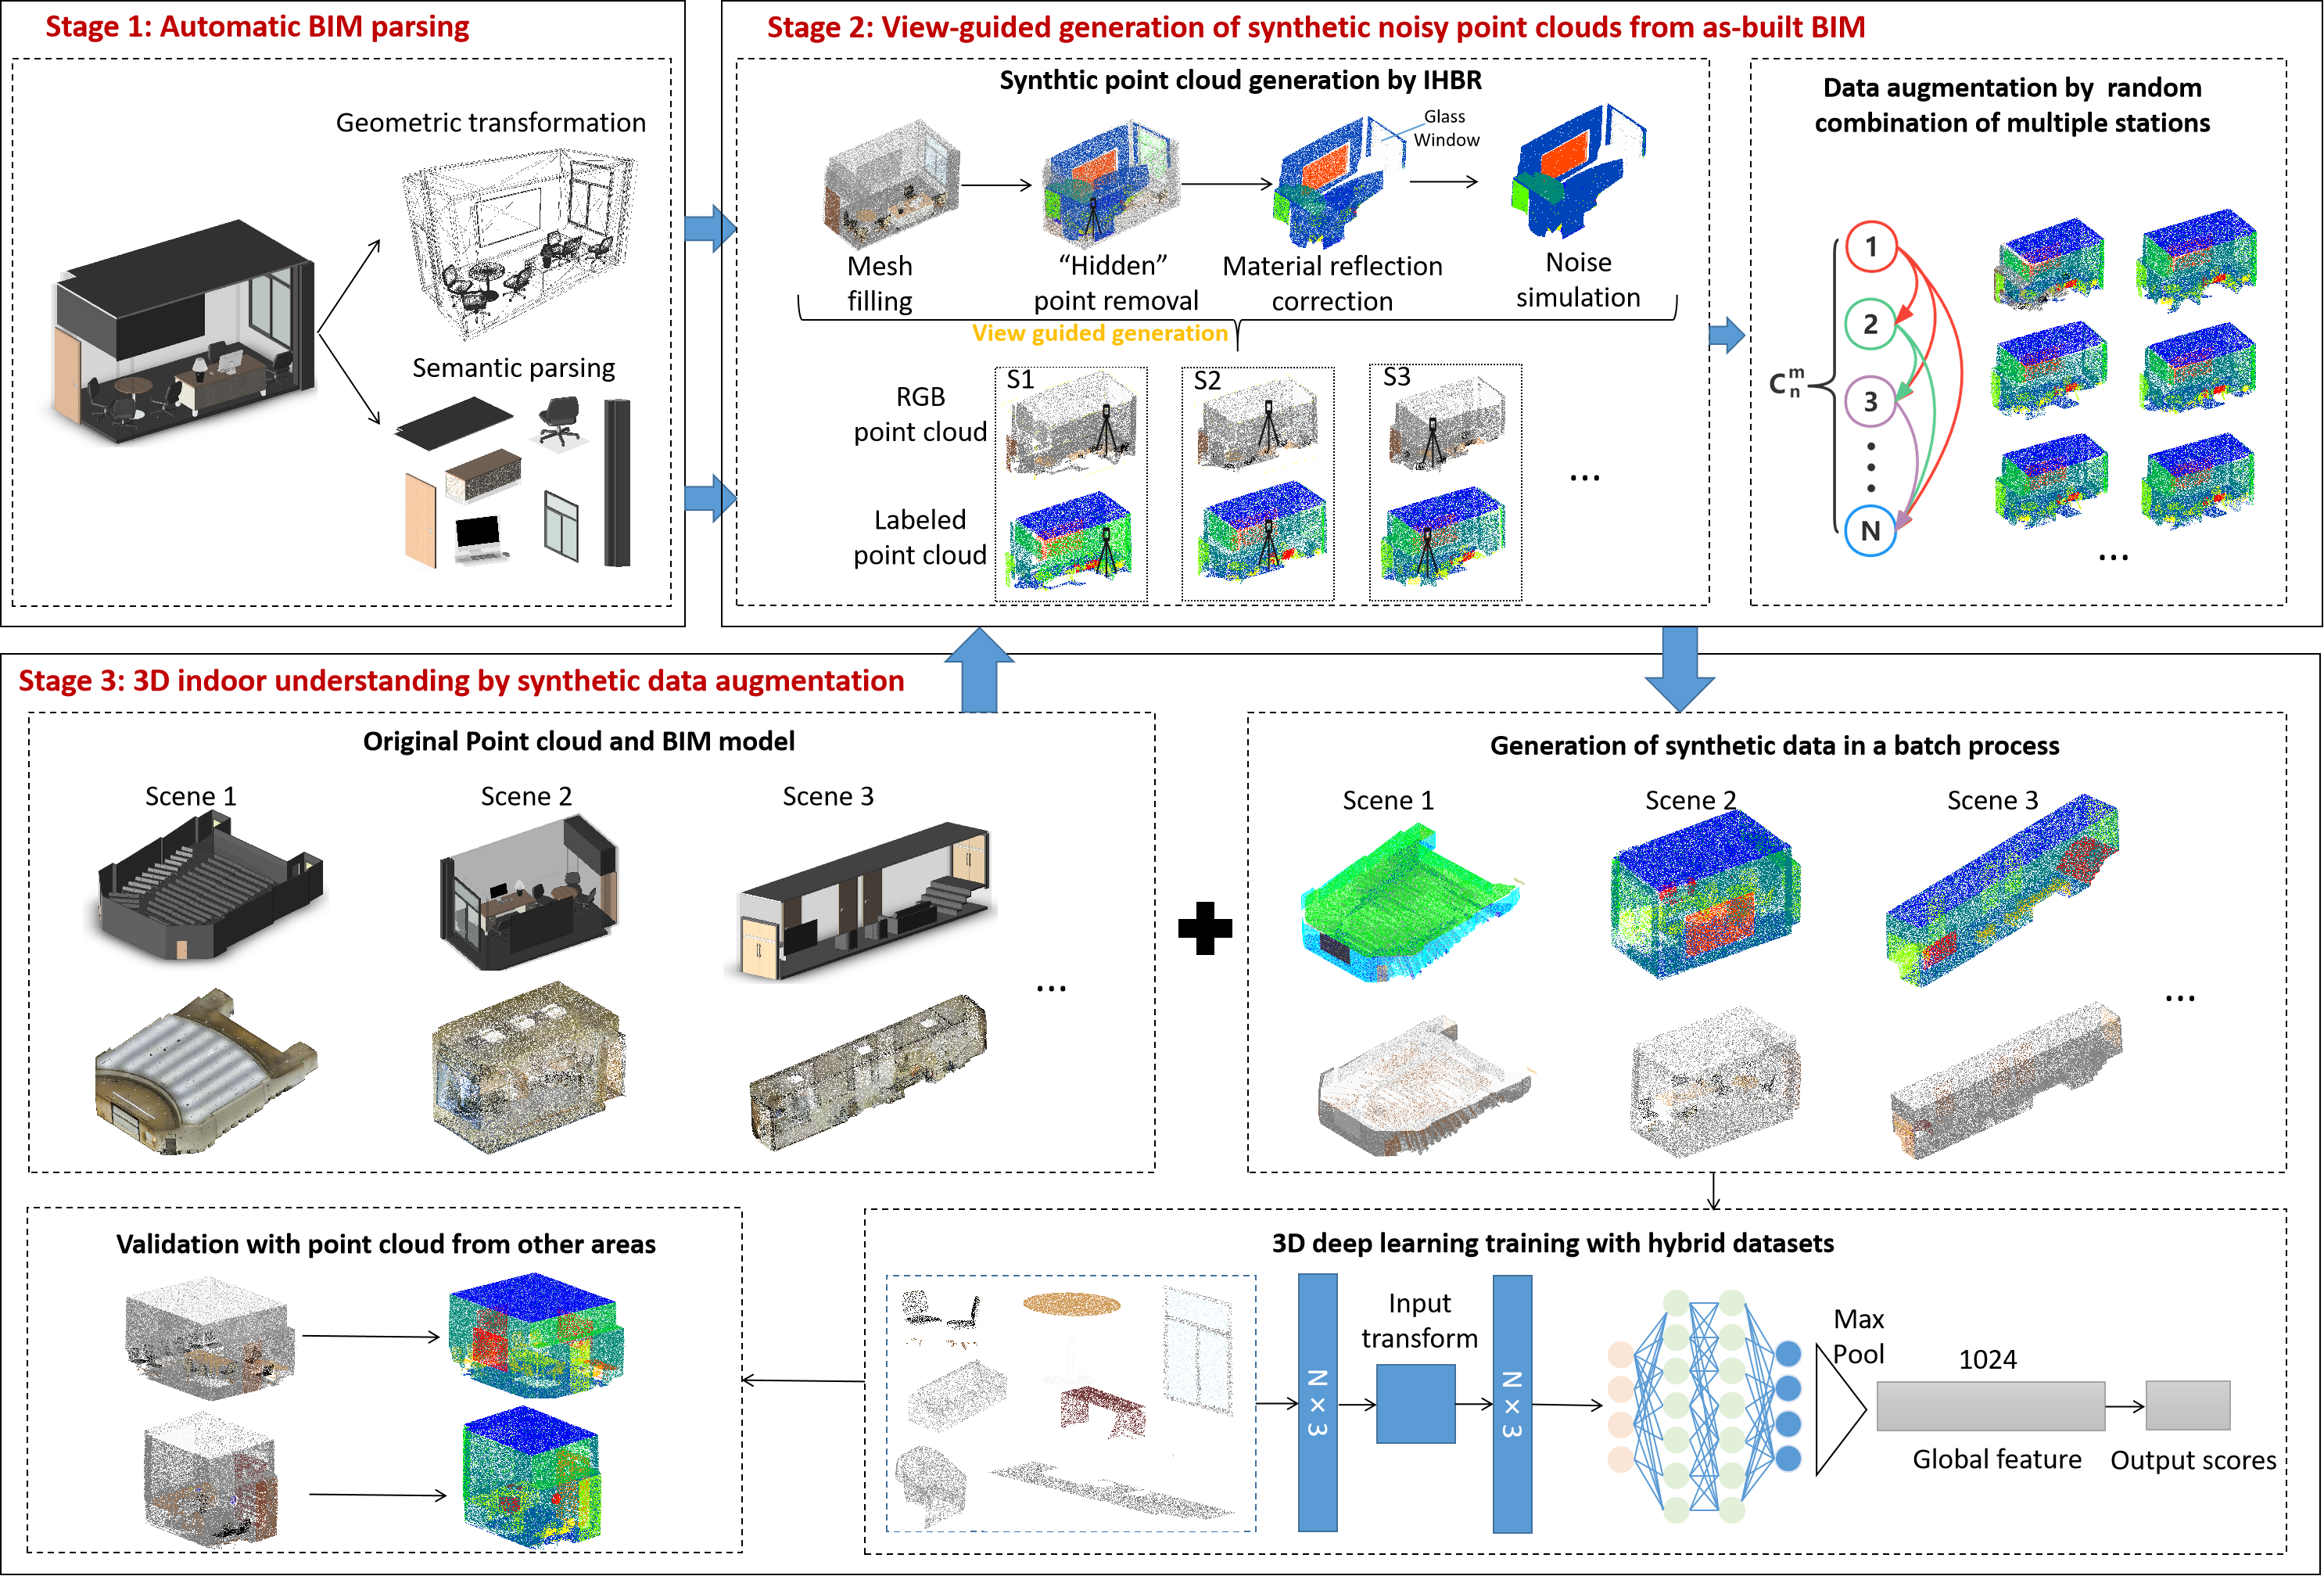 Stage 1: Automatic BIM parsing
Geometric transformation
Semantic parsing
Stage 2: View-guided generation of synthetic noisy point clouds from as-built BIM
Synthtic point cloud generation by IHBR
Glass
Window
Mesh
filling
“Hidden”
point removal
Material reflection
correction
Noise
simulation
View guided generation
S1
S2
S3
RGB
point cloud
...
Labeled
point cloud
Data augmentation by random
combination of multiple stations
C m n
1
2
3
N
...
Stage 3: 3D indoor understanding by synthetic data augmentation
Original Point cloud and BIM model
Scene 1
Scene 2
Scene 3
...
Generation of synthetic data in a batch process
Scene 1
Scene 2
Scene 3
...
Validation with point cloud from other areas
3D deep learning training with hybrid datasets
N × 3
Input
transform
N × 3
Max
Pool
1024
Global feature
Output scores